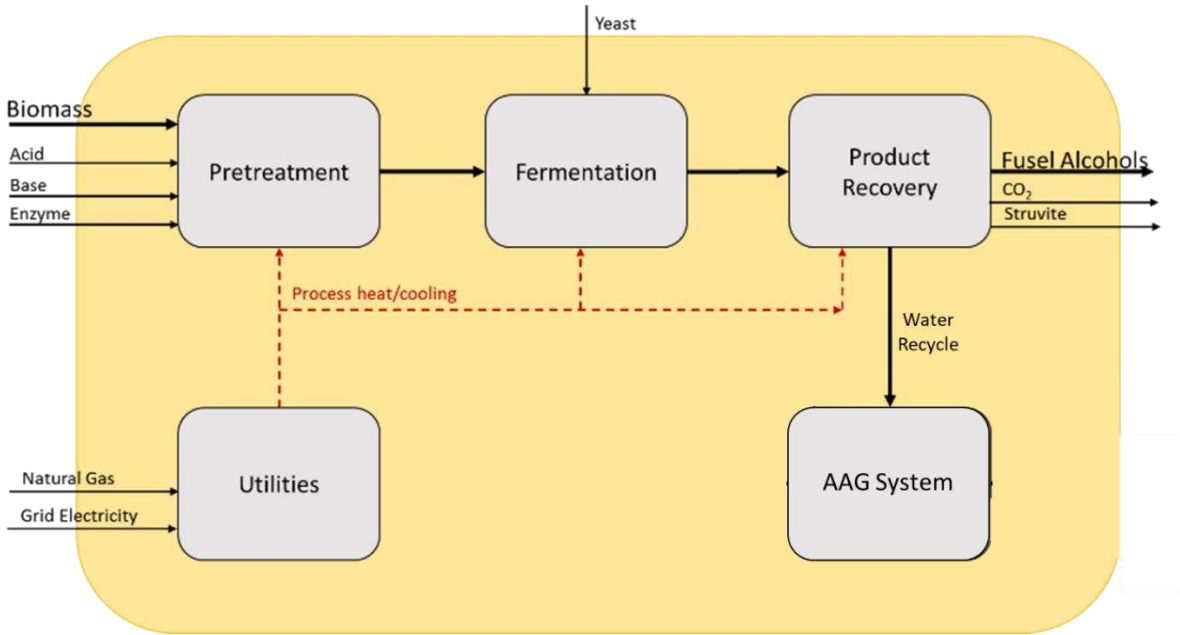 Yeast
Biomass
Acid
Base
Enzyme
Pretreatment
Fermentation
Product
Recovery
Fusel Alcohols
CO₂
Struvite
Process heat/cooling
Water
Recycle
Natural Gas
Grid Electricity
Utilities
AAG System